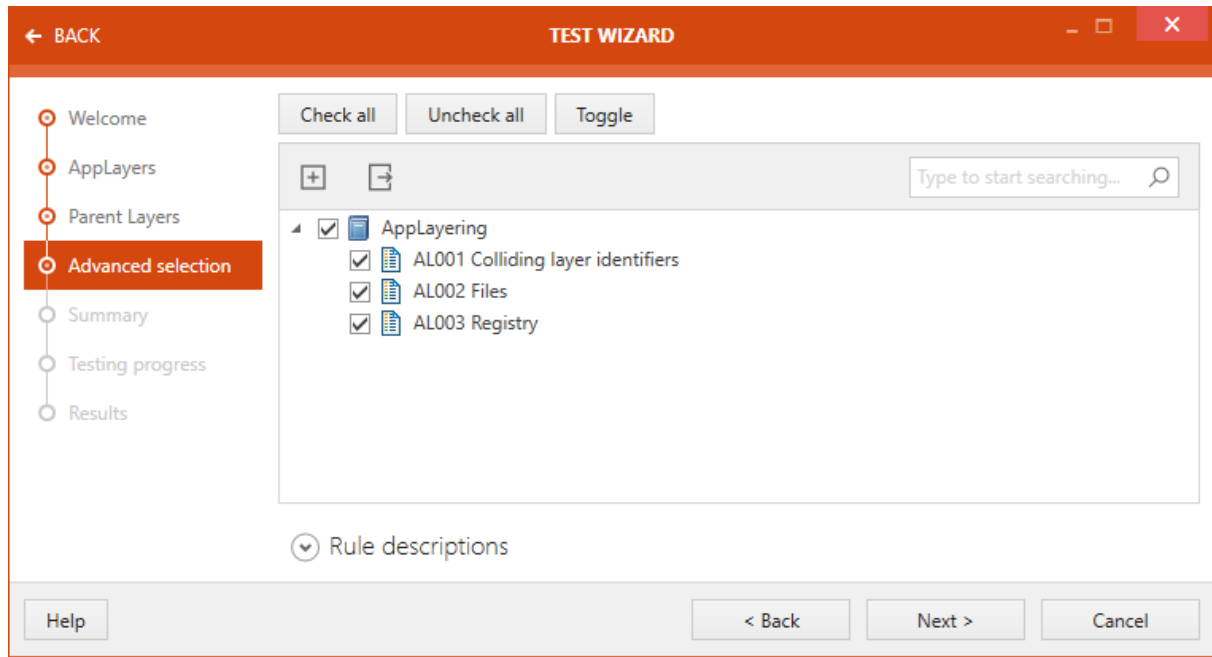 BACK
TEST WIZARD
Welcome
AppLayers
Parent Layers
Advanced selection
Summary
Testing progress
Results
Check all
Uncheck all
Toggle
Type to start searching...
AppLayering
AL001 Colliding layer identifiers
AL002 Files
AL003 Registry
Rule descriptions
Help
< Back
Next >
Cancel